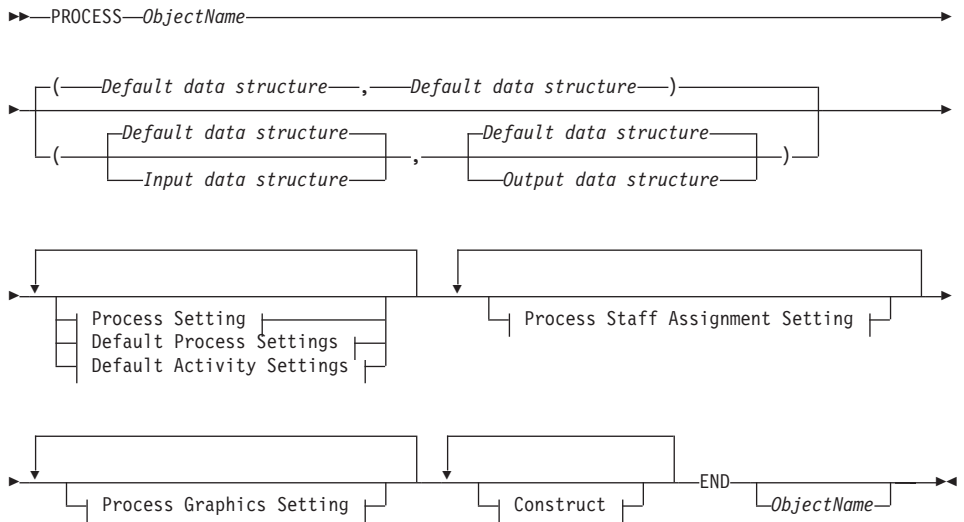 PROCESS ObjectName
( Default data structure , Default data structure )
Default data structure Default data structure
( , )
Input data structure Output data structure
Process Setting Process Staff Assignment Setting
Default Process Settings
Default Activity Settings
END
Process Graphics Setting Construct ObjectName